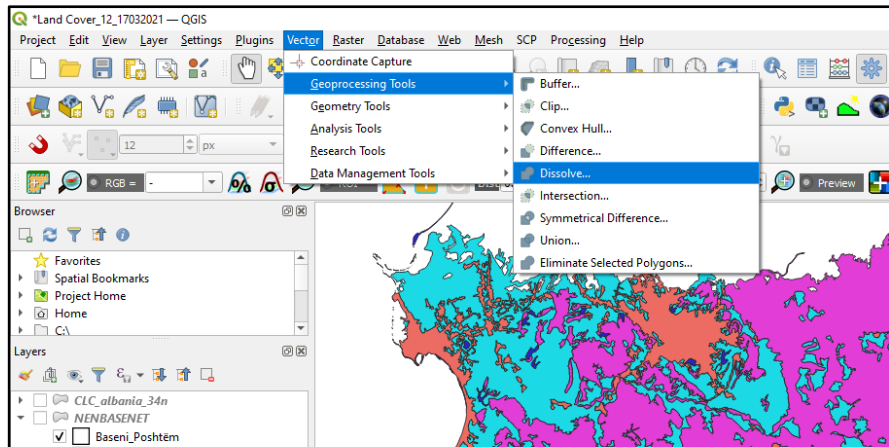 *Land Cover_12_17032021 — QGIS
Project Edit View Layer Settings Plugins Vector Raster Database Web Mesh SCP Processing Help
Coordinate Capture
Geoprocessing Tools
Geometry Tools
Analysis Tools
Research Tools
Data Management Tools
Buffer...
Clip...
Convex Hull...
Difference...
Dissolve...
Intersection...
Symmetrical Difference...
Union...
Eliminate Selected Polygons...
12 px
RGB = -
Preview
Browser
Favorites
Spatial Bookmarks
Project Home
Home
C:\
Layers
CLC_albania_34n
NENBASENET
Baseni_Poshtëm